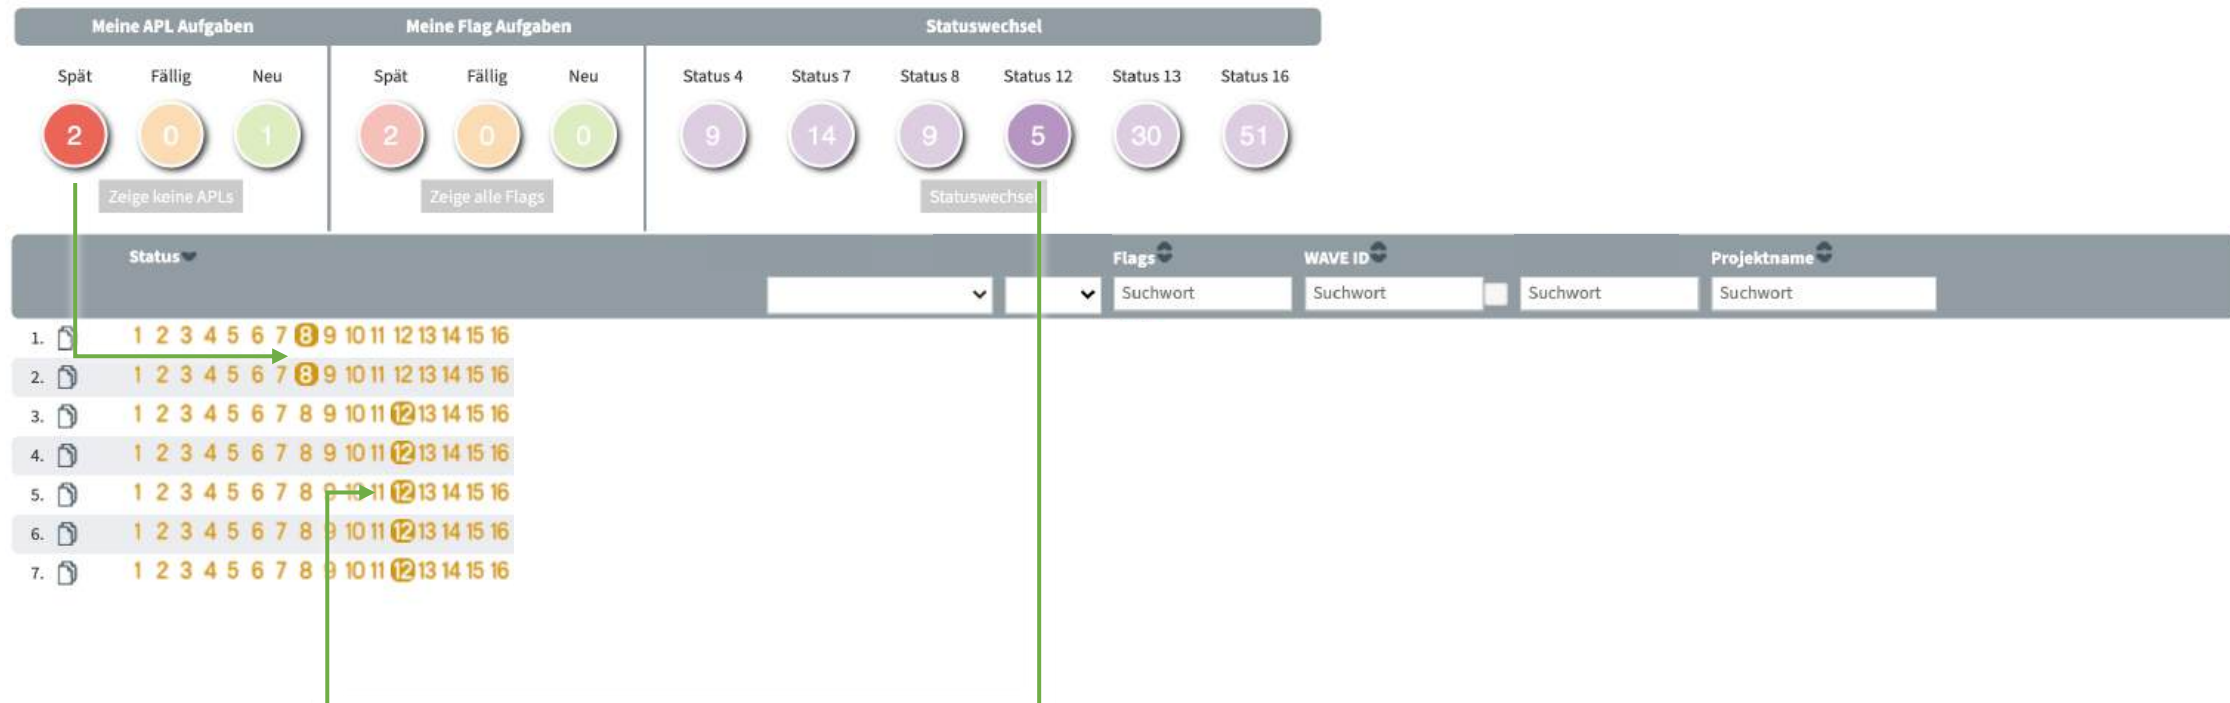 Meine APL Aufgaben Meine Flag Aufgaben Statuswechsel
Spät Fällig Neu Spät Fällig Neu Status 4 Status 7 Status 8 Status 12 Status 13 Status 16
2 0 1 2 0 0 9 14 9 5 30 51
Zeige keine APLs Zeige alle Flags Statuswechsel
Status Flags WAVE ID Projektname
Suchwort Suchwort Suchwort Suchwort
1. 1 2 3 4 5 6 7 8 9 10 11 12 13 14 15 16
2. 1 2 3 4 5 6 7 8 9 10 11 12 13 14 15 16
3. 1 2 3 4 5 6 7 8 9 10 11 12 13 14 15 16
4. 1 2 3 4 5 6 7 8 9 10 11 12 13 14 15 16
5. 1 2 3 4 5 6 7 8 9 10 11 12 13 14 15 16
6. 1 2 3 4 5 6 7 8 9 10 11 12 13 14 15 16
7. 1 2 3 4 5 6 7 8 9 10 11 12 13 14 15 16